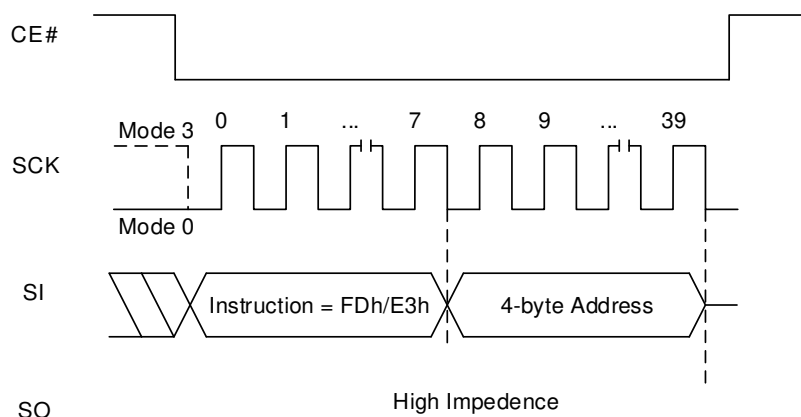 CE#
0 1 ... 7 8 9 ... 39
Mode 3
SCK
Mode 0
SI
Instruction = FDh/E3h
4-byte Address
High Impedence
SO